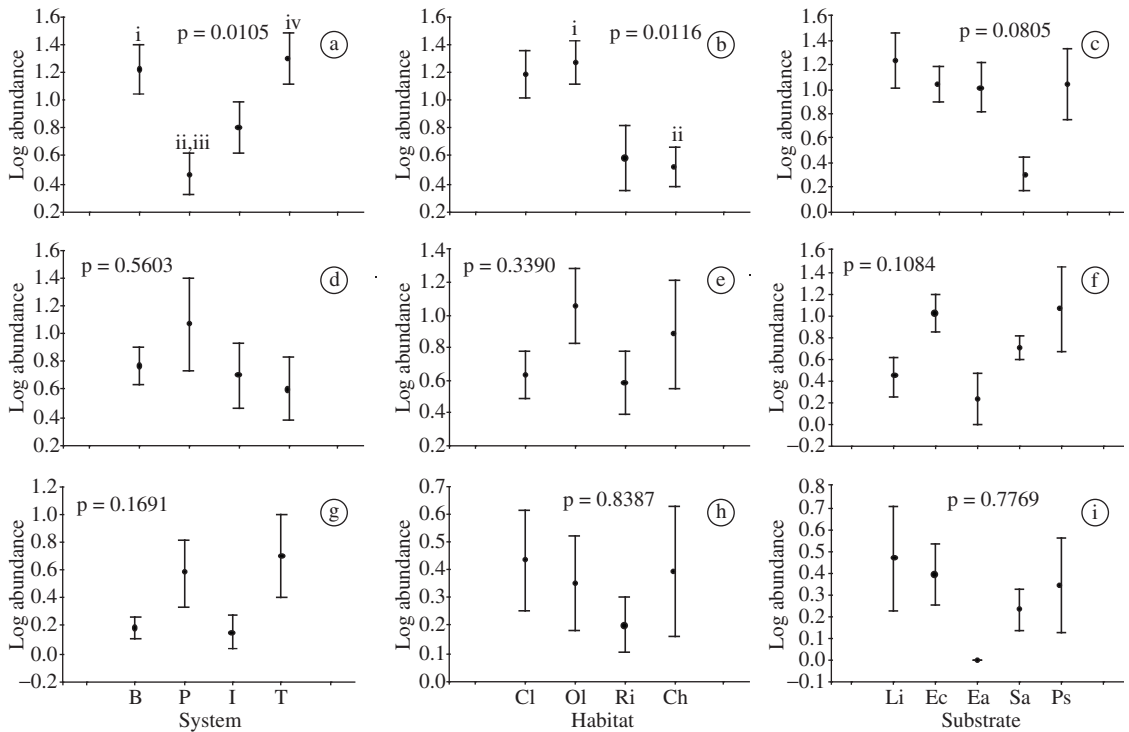 1.6
1.4
1.2
1.0
0.8
0.6
0.4
0.2
Log abundance
i
p = 0.0105
iv
ii,iii
a
1.6
1.4
1.2
1.0
0.8
0.6
0.4
0.2
Log abundance
i
p = 0.0116
ii
b
1.6
1.4
1.2
1.0
0.8
0.6
0.4
0.2
0.0
Log abundance
p = 0.0805
c
1.6
1.4
1.2
1.0
0.8
0.6
0.4
0.2
Log abundance
p = 0.5603
d
1.6
1.4
1.2
1.0
0.8
0.6
0.4
0.2
Log abundance
p = 0.3390
e
1.6
1.4
1.2
1.0
0.8
0.6
0.4
0.2
0.0
–0.2
Log abundance
p = 0.1084
f
1.2
1.0
0.8
0.6
0.4
0.2
0.0
–0.2
Log abundance
p = 0.1691
g
B P I T
System
0.7
0.6
0.5
0.4
0.3
0.2
0.1
0.0
Log abundance
p = 0.8387
h
Cl Ol Ri Ch
Habitat
0.8
0.7
0.6
0.5
0.4
0.3
0.2
0.1
0.0
–0.1
Log abundance
p = 0.7769
i
Li Ec Ea Sa Ps
Substrate